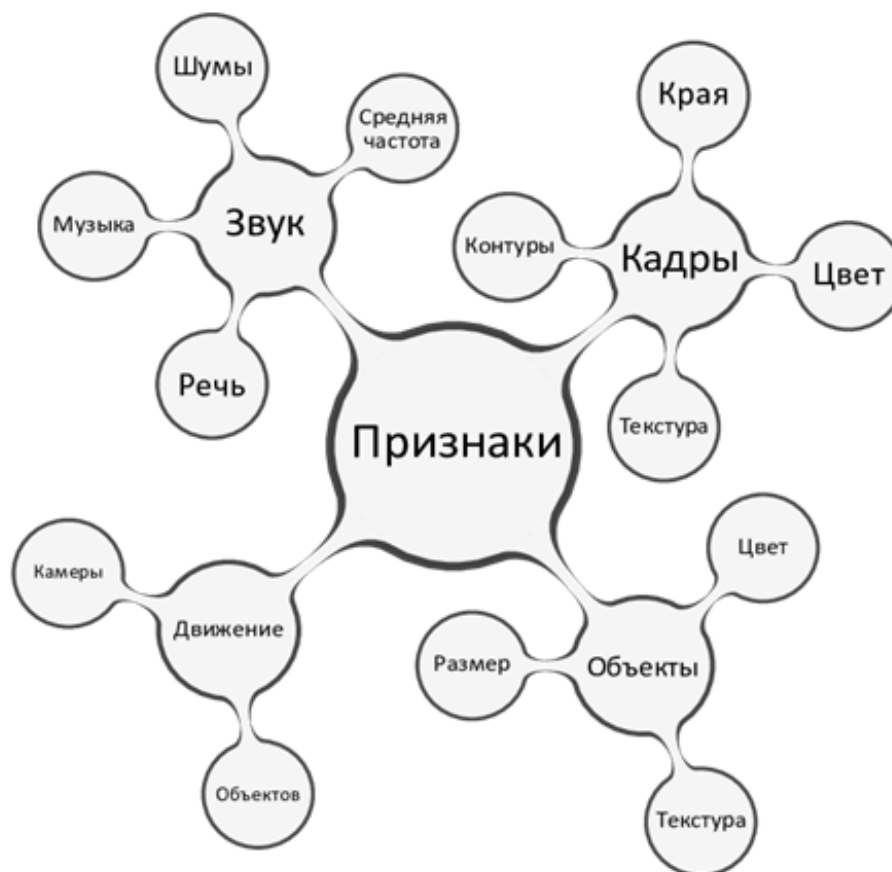 Шумы
Средняя
частота
Музыка
Звук
Речь
Края
Контуры
Кадры
Цвет
Текстура
Признаки
Камеры
Движение
Объектов
Цвет
Размер
Объекты
Текстура